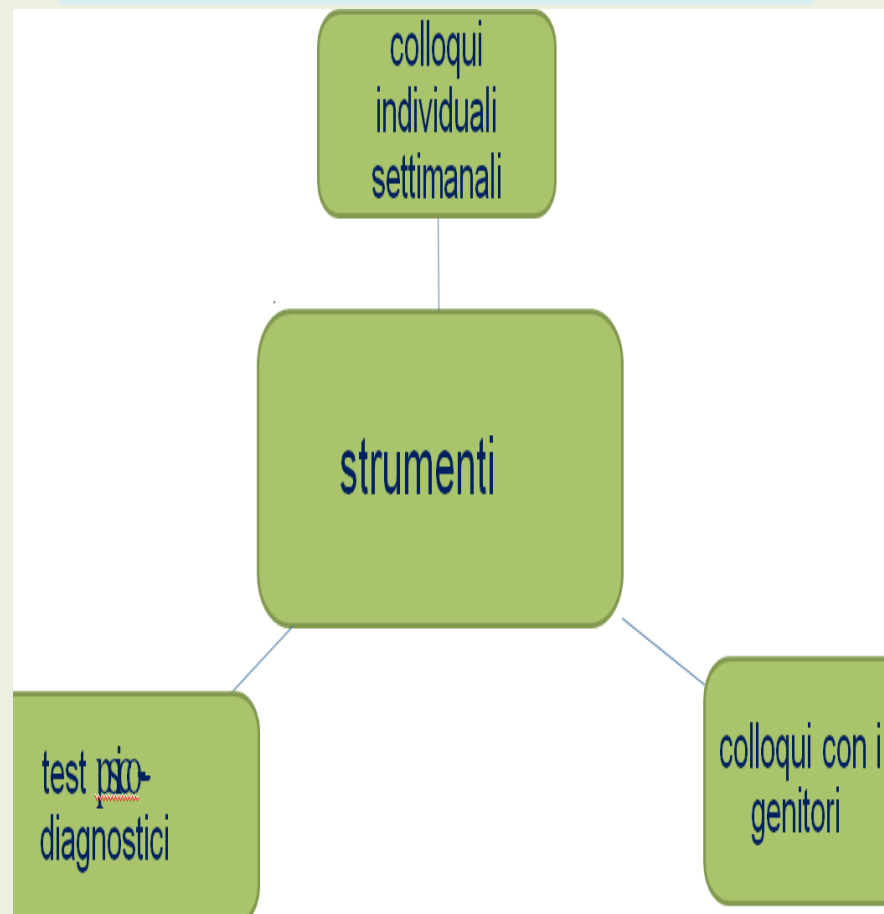 colloqui
individuali
settimanali
strumenti
test psico-
diagnostici
colloqui con i
genitori